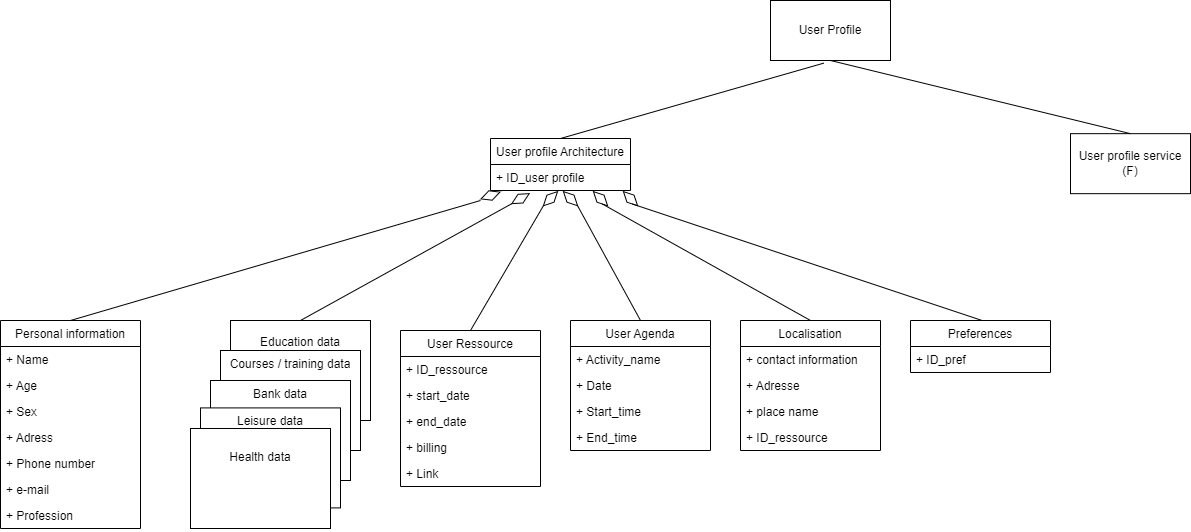 User Profile
User profile Architecture
+ ID_user profile
User profile service
(F)
Personal information
+ Name
+ Age
+ Sex
+ Adress
+ Phone number
+ e-mail
+ Profession
Education data
Courses / training data
Bank data
Leisure data
Health data
User Ressource
+ ID_ressource
+ start_date
+ end_date
+ billing
+ Link
User Agenda
+ Activity_name
+ Date
+ Start_time
+ End_time
Localisation
+ contact information
+ Adresse
+ place name
+ ID_ressource
Preferences
+ ID_pref